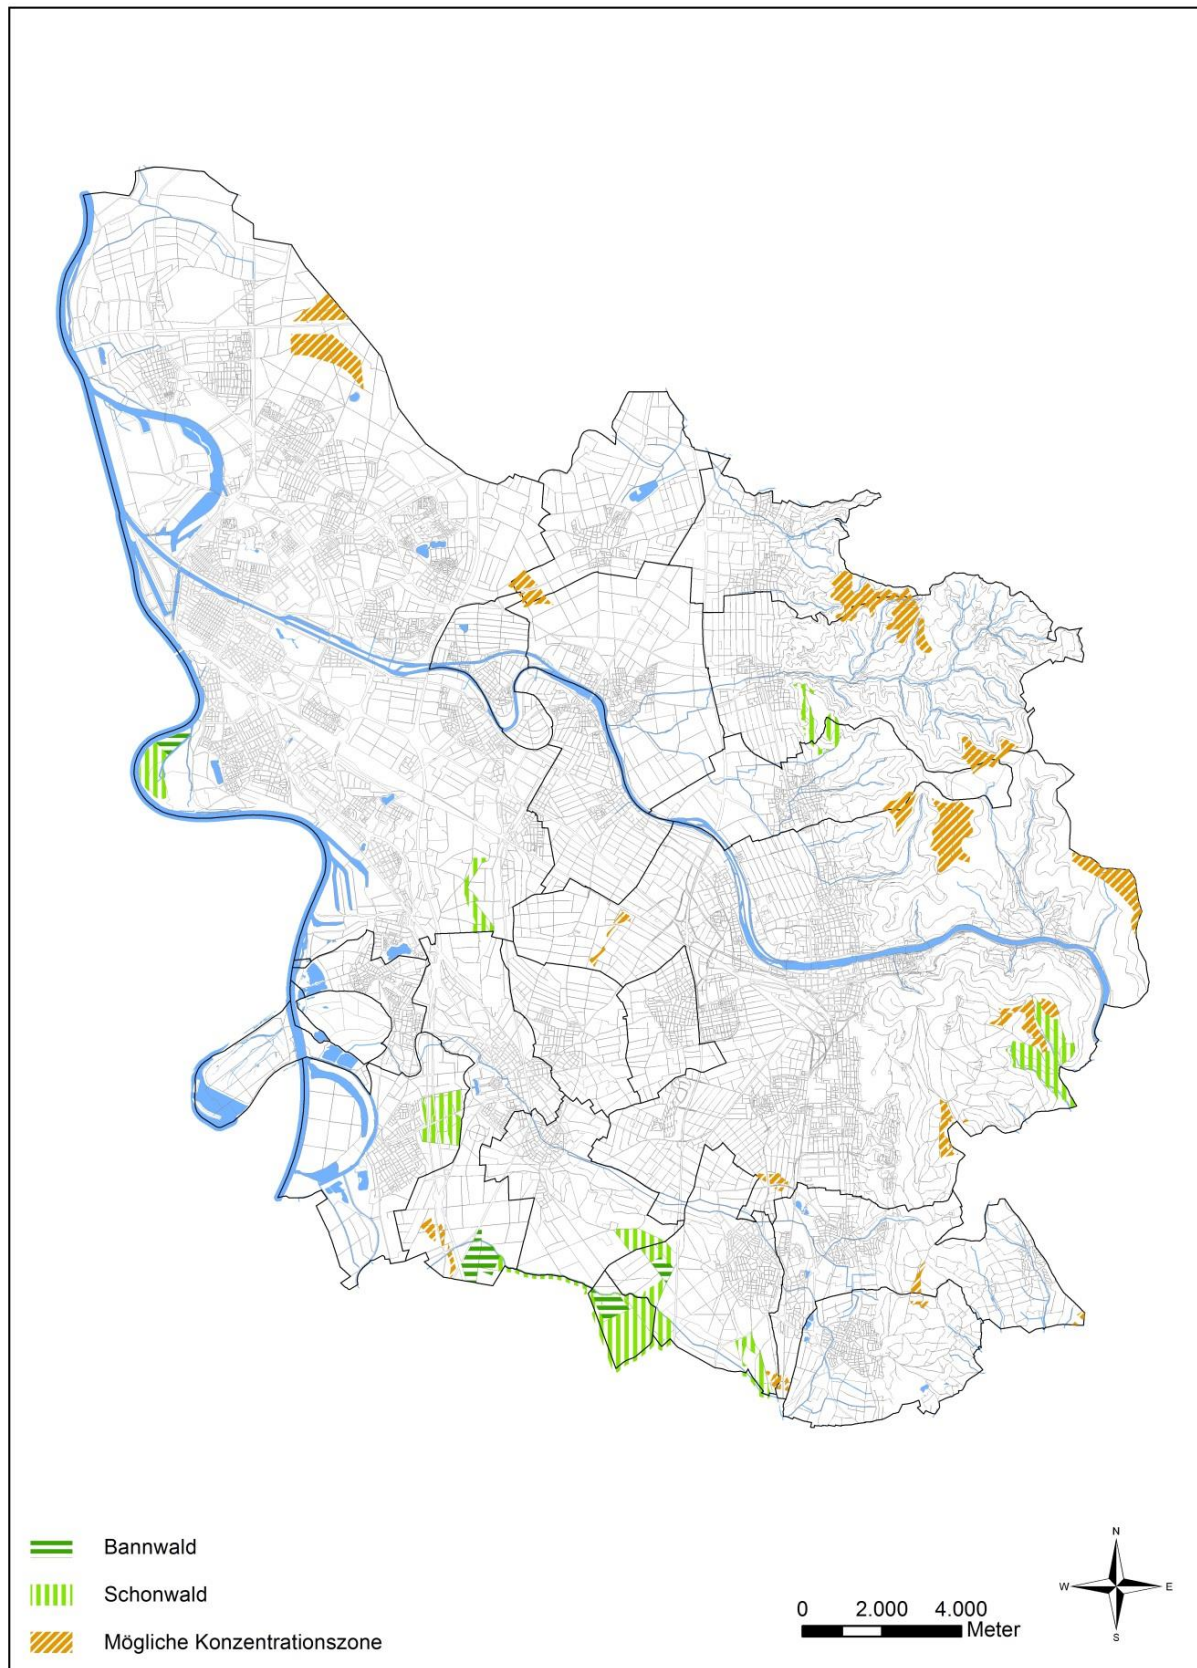 Bannwald
Schonwald
Mögliche Konzentrationszone
0 2.000 4.000
Meter
N
W E
S